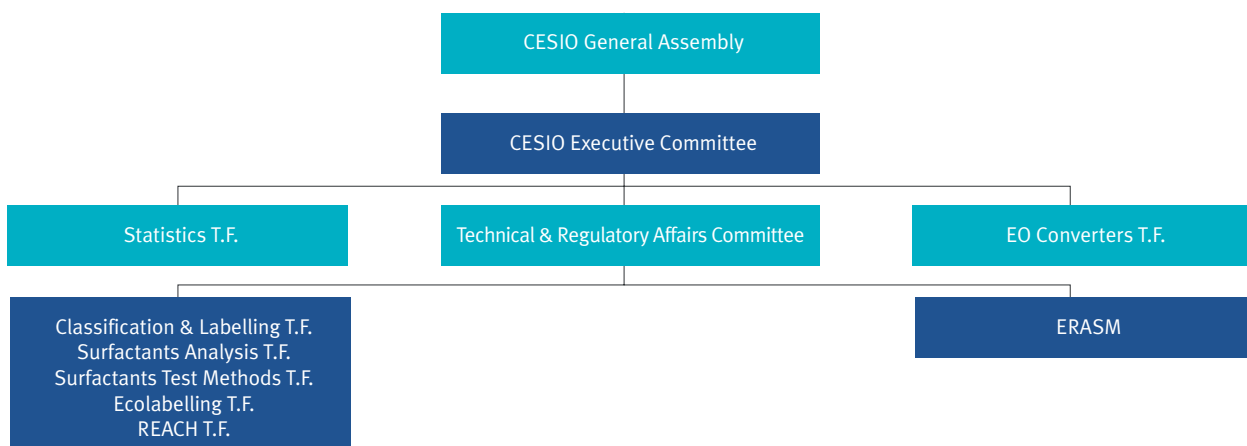 CESIO General Assembly
CESIO Executive Committee
Statistics T.F.
Technical & Regulatory Affairs Committee
EO Converters T.F.
Classification & Labelling T.F.
Surfactants Analysis T.F.
Surfactants Test Methods T.F.
Ecolabelling T.F.
REACH T.F.
ERASM